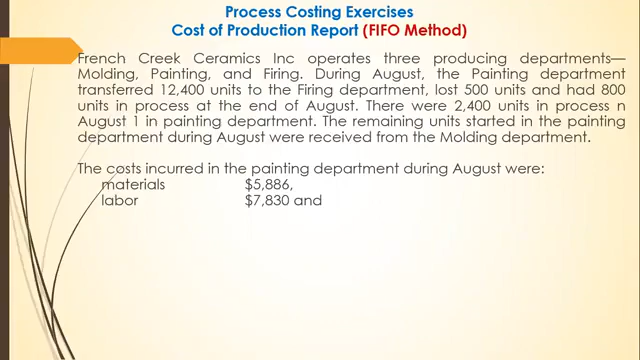 Process Costing Exercises
Cost of Production Report (FIFO Method)
French Creek Ceramics Inc operates three producing departments—
Molding, Painting, and Firing. During August, the Painting department
transferred 12,400 units to the Firing department, lost 500 units and had 800
units in process at the end of August. There were 2,400 units in process n
August 1 in painting department. The remaining units started in the painting
department during August were received from the Molding department.
The costs incurred in the painting department during August were:
materials $5,886,
labor $7,830 and